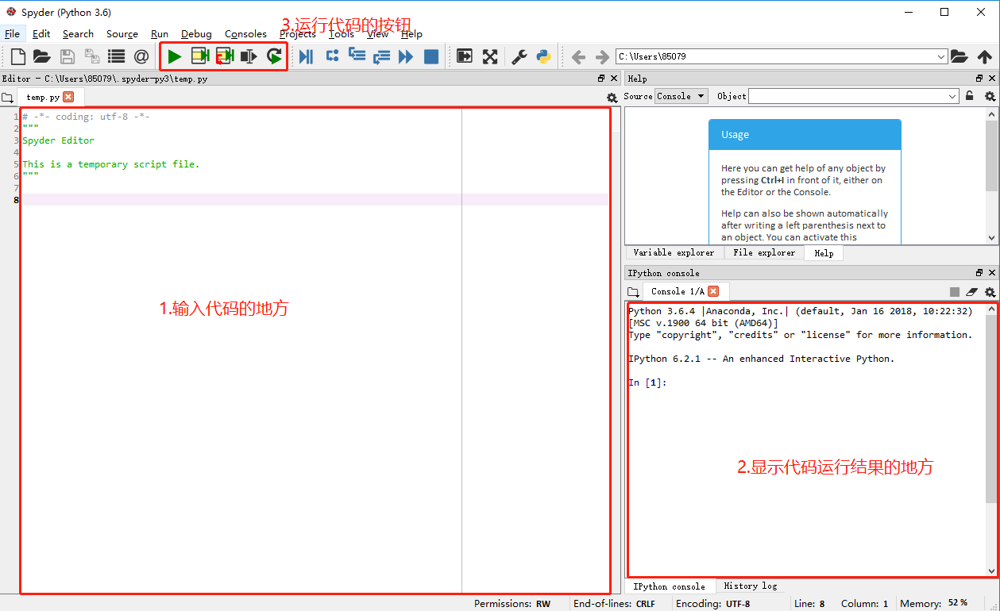 Spyder (Python 3.6)
3.运行代码的按钮
File Edit Search Source Run Debug Consoles Projects Tools View Help
C:\Users\85079
Editor - C:\Users\85079\.spyder-py3\temp.py
temp.py
1 # -*- coding: utf-8 -*-
2 """
3 Spyder Editor
4
5 This is a temporary script file.
6 """
7
8
1.输入代码的地方
Help
Source Console Object
Usage
Here you can get help of any object by
pressing Ctrl+I in front of it, either on
the Editor or the Console.
Help can also be shown automatically
after writing a left parenthesis next to
an object. You can activate this
Variable explorer File explorer Help
IPython console
Console 1/A
Python 3.6.4 |Anaconda, Inc.| (default, Jan 16 2018, 10:22:32)
[MSC v.1900 64 bit (AMD64)]
Type "copyright", "credits" or "license" for more information.
IPython 6.2.1 -- An enhanced Interactive Python.
In [1]:
2.显示代码运行结果的地方
IPython console History log
Permissions: RW End-of-lines: CRLF Encoding: UTF-8 Line: 8 Column: 1 Memory: 52 %